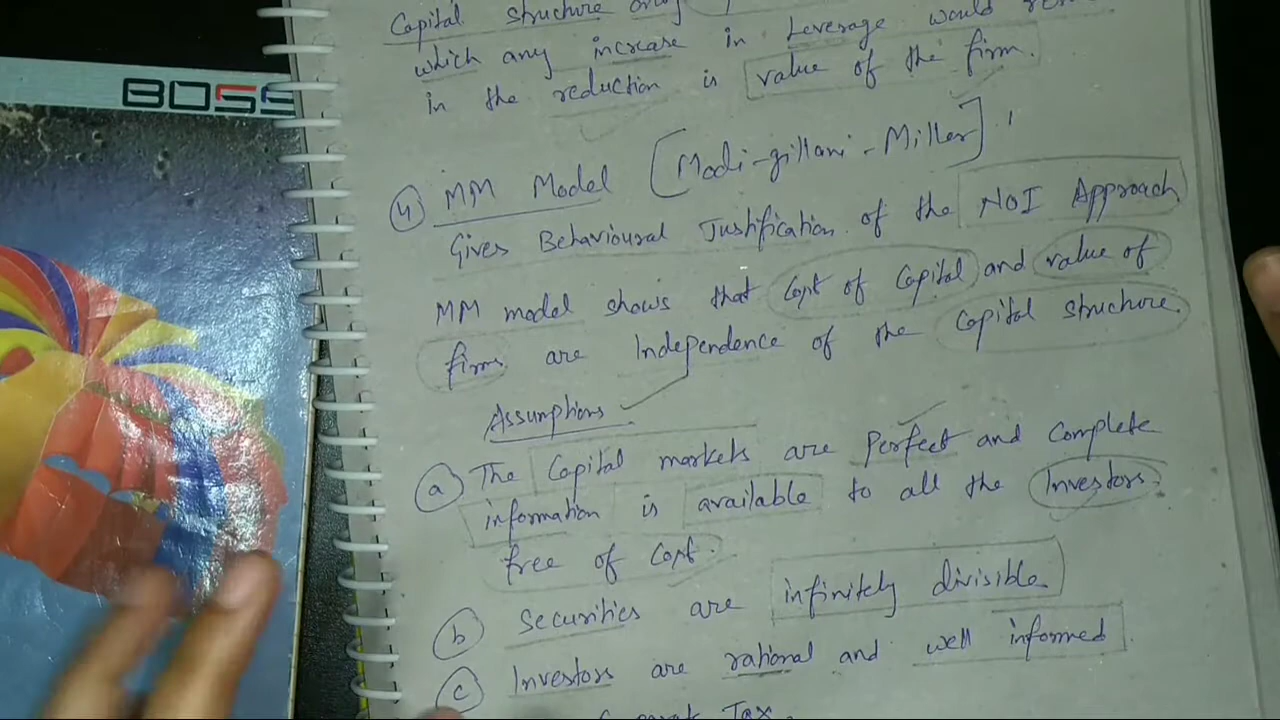 BOSS
Capital structure
which any increase in Leverage would
in the reduction is value of the firm.
4 MM Model [Modi-gillani-Miller]
Gives Behavioural Justification of the NOI Approach
MM model shows that Cost of Capital and value of
firms are Independence of the Capital structure.
Assumptions
a The Capital markets are Perfect and Complete
information is available to all the Investors
free of Cost.
b Securities are infinitely divisible
c Investors are rational and well informed
Tax.